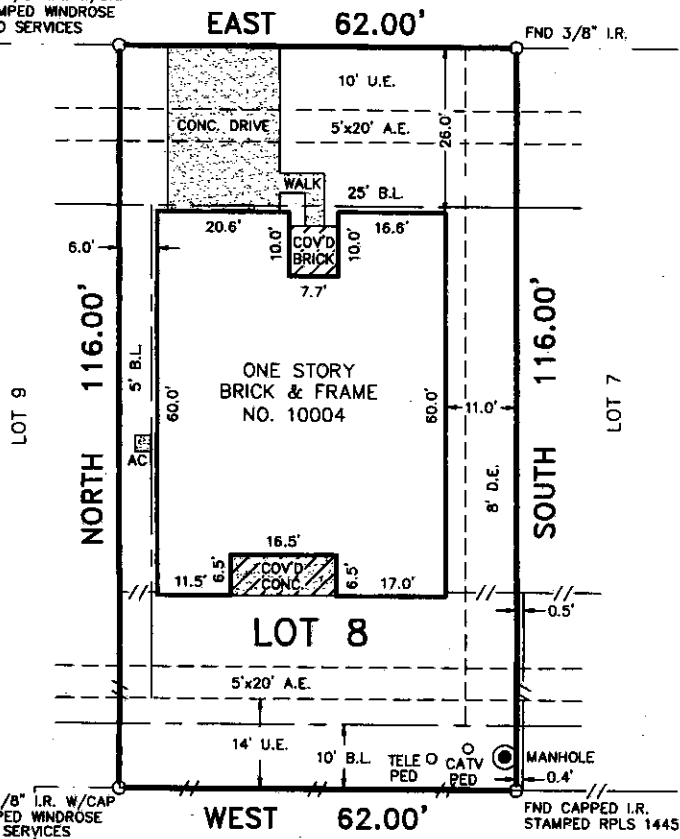 MPED WINDROSE
D SERVICES
EAST 62.00'
FND 3/8" I.R.
10' U.E.
CONC. DRIVE
5'x20' A.E.
26.0'
WALK
25' B.L.
20.6'
10.0'
COV'D
BRICK
10.0'
16.6'
6.0'
7.7'
5' B.L.
NORTH 116.00'
SOUTH 116.00'
LOT 9
LOT 7
60.0'
ONE STORY
BRICK & FRAME
NO. 10004
60.0'
11.0'
AC
8' D.E.
16.5'
11.5'
6.5'
COV'D
CONC.
6.5'
17.0'
0.5'
LOT 8
5'x20' A.E.
14' U.E.
10' B.L.
TELE
PED
CATV
PED
MANHOLE
0.4'
/8" I.R. W/CAP
PED WINDROSE
SERVICES
WEST 62.00'
FND CAPPED I.R.
STAMPED RPLS 1445